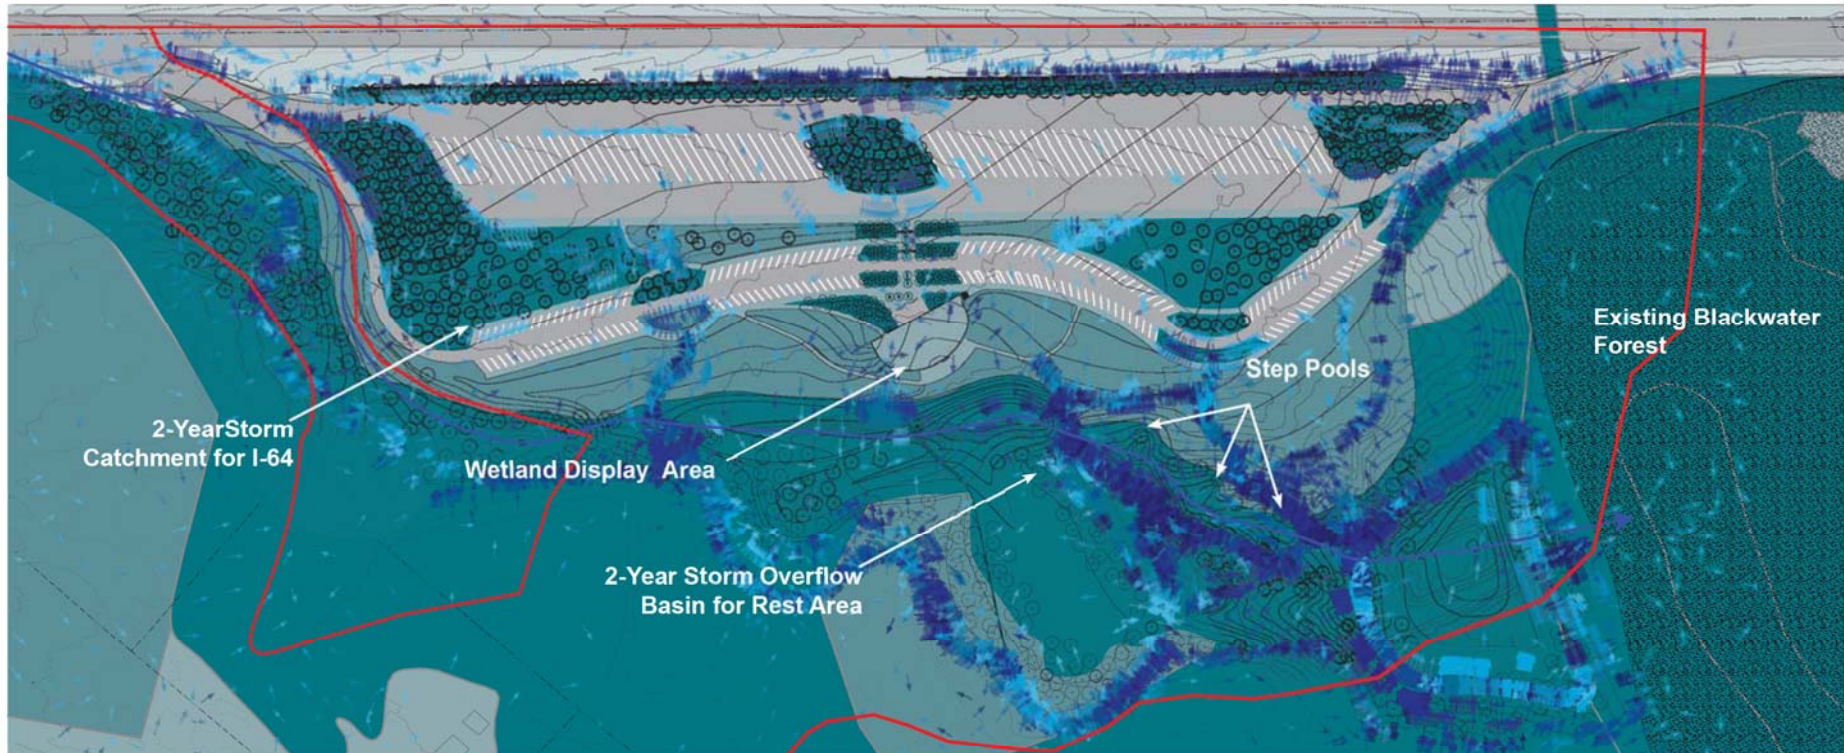 Existing Blackwater
Forest
Step Pools
2-YearStorm
Catchment for I-64
Wetland Display Area
2-Year Storm Overflow
Basin for Rest Area